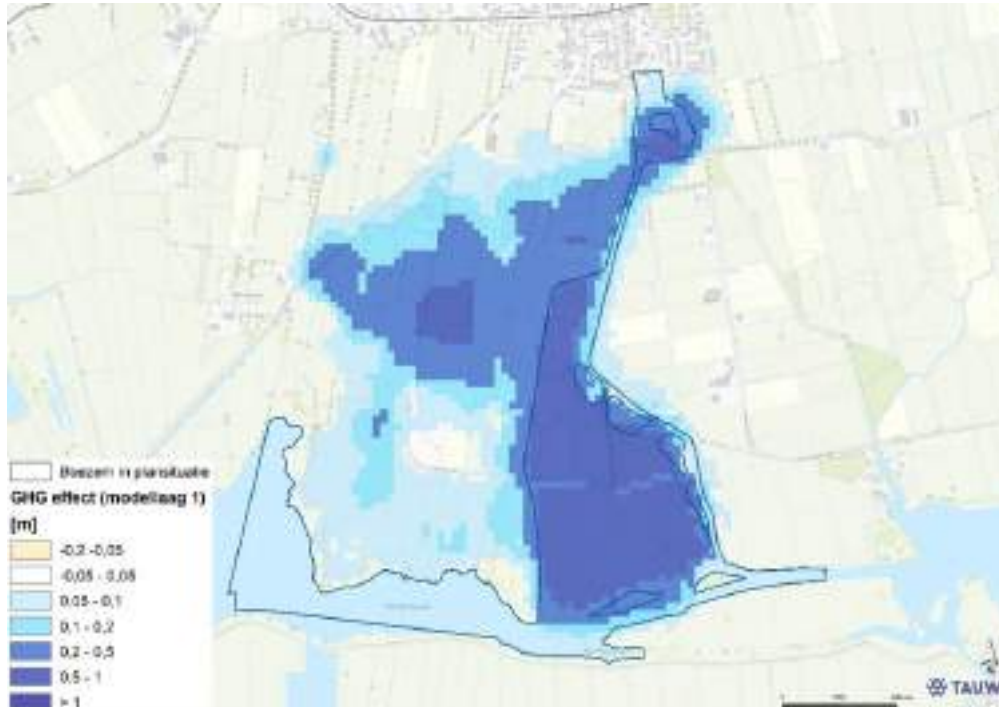 Boezem in plansituatie
GHG effect (modellaag 1)
[m]
-0,2 -0,05
-0,05 - 0,05
0,05 - 0,1
0,1 - 0,2
0,2 - 0,5
0,5 - 1
> 1
TAUW